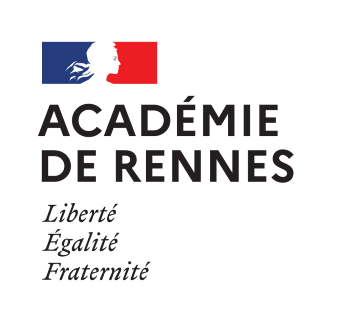 ACADÉMIE
DE RENNES
Liberté
Égalité
Fraternité